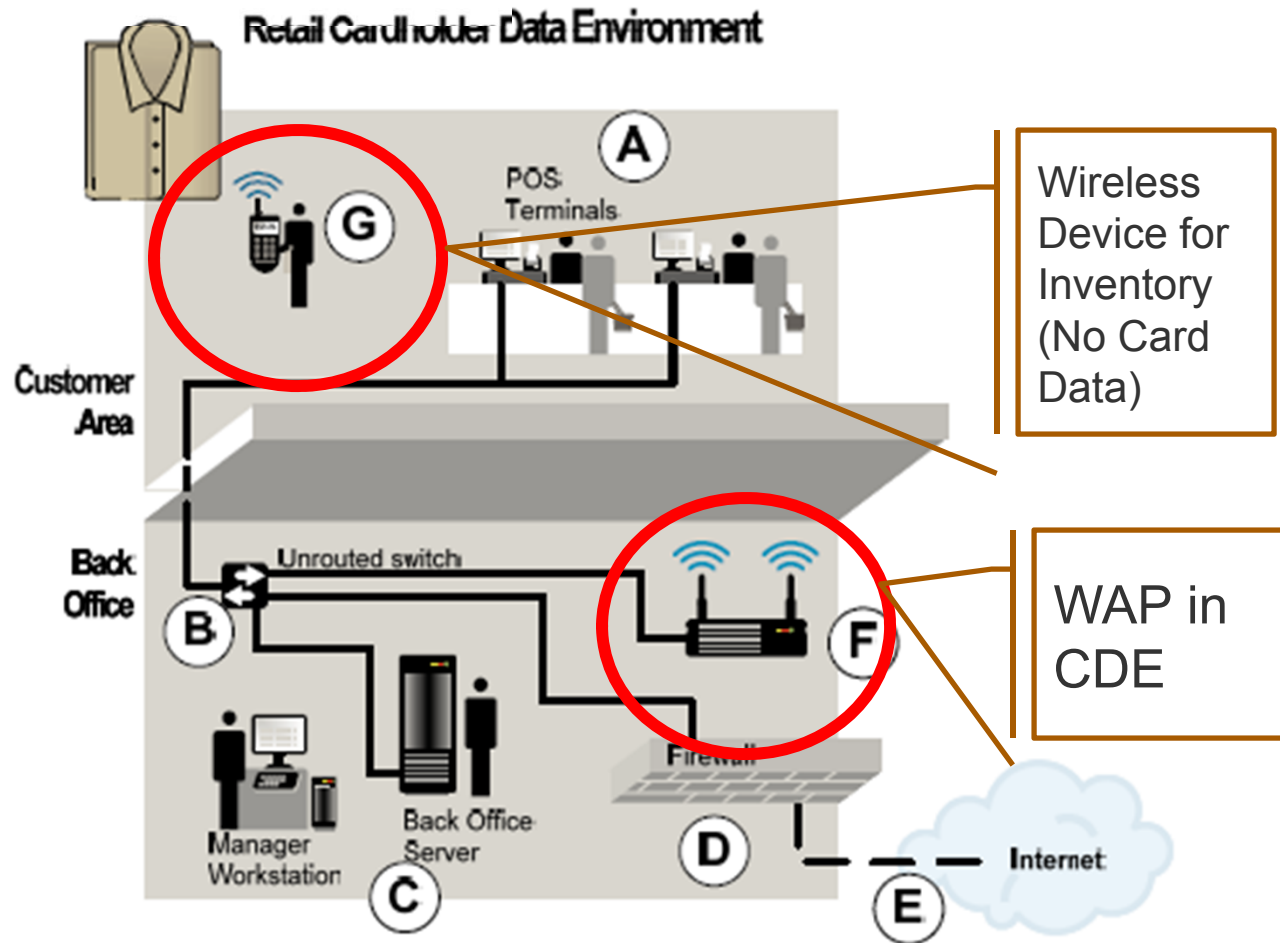 Retail Cardholder Data Environment
A
POS
Terminals
G
Wireless
Device for
Inventory
(No Card
Data)
Customer
Area
Back
Office
Unrouted switch
B
F
WAP in
CDE
Firewall
Manager
Workstation
Back Office
Server
C
D
E
Internet